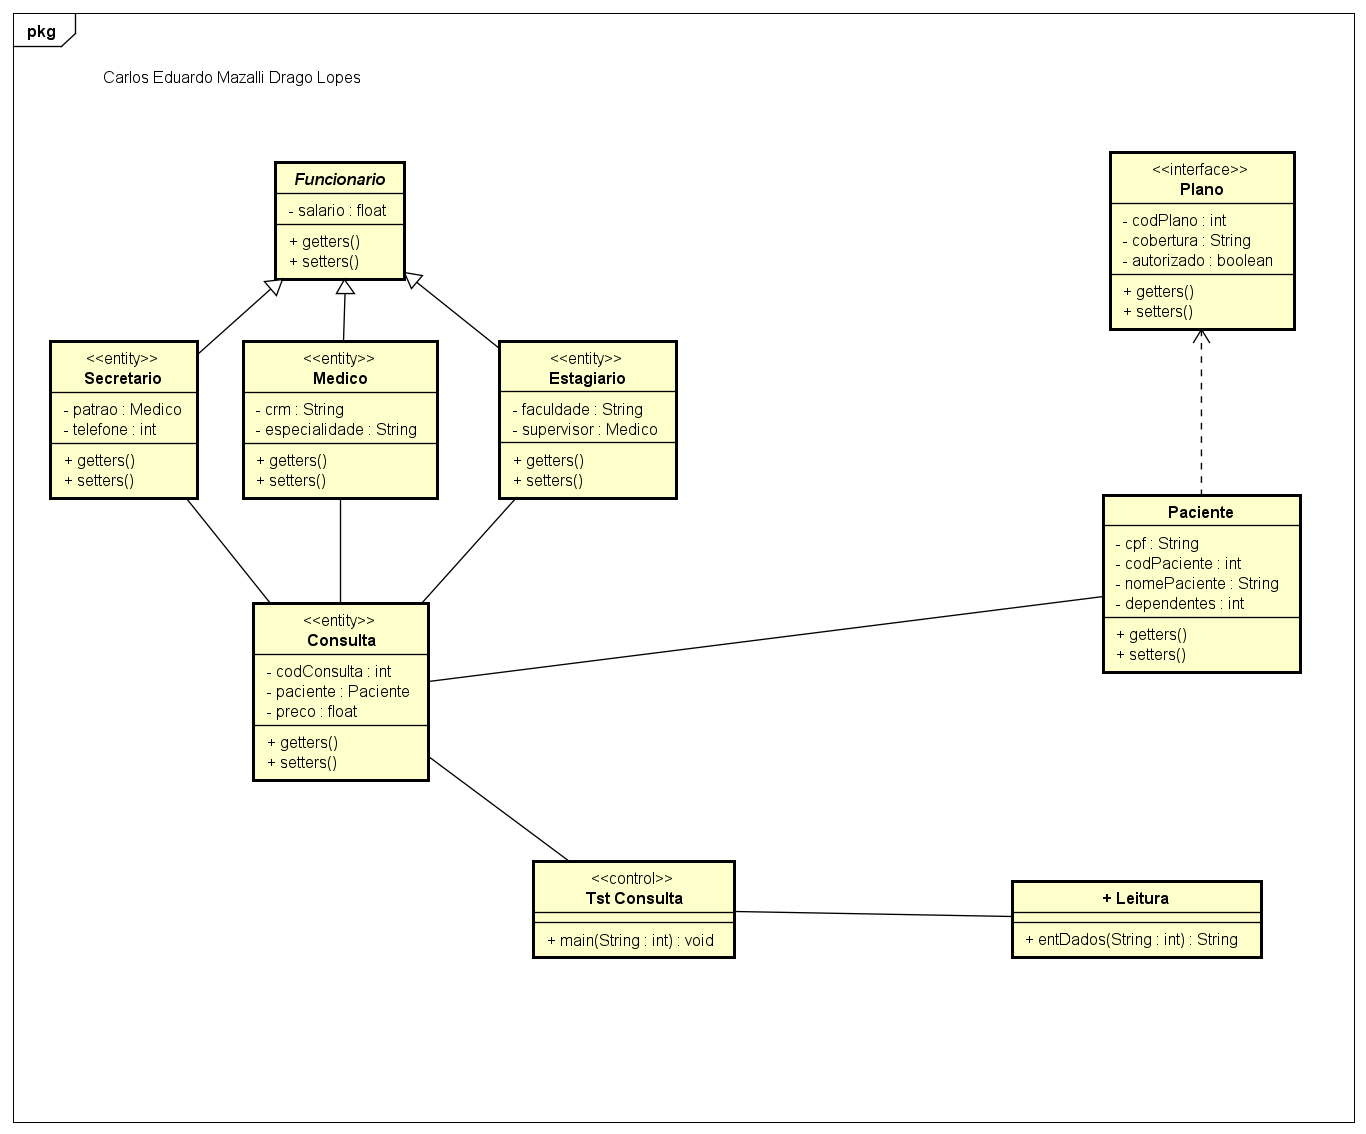 pkg
Carlos Eduardo Mazalli Drago Lopes
Funcionario
- salario : float
+ getters()
+ setters()
<<interface>>
Plano
- codPlano : int
- cobertura : String
- autorizado : boolean
+ getters()
+ setters()
<<entity>>
Secretario
- patrao : Medico
- telefone : int
+ getters()
+ setters()
<<entity>>
Medico
- crm : String
- especialidade : String
+ getters()
+ setters()
<<entity>>
Estagiario
- faculdade : String
- supervisor : Medico
+ getters()
+ setters()
Paciente
- cpf : String
- codPaciente : int
- nomePaciente : String
- dependentes : int
+ getters()
+ setters()
<<entity>>
Consulta
- codConsulta : int
- paciente : Paciente
- preco : float
+ getters()
+ setters()
<<control>>
Tst Consulta
+ main(String : int) : void
+ Leitura
+ entDados(String : int) : String